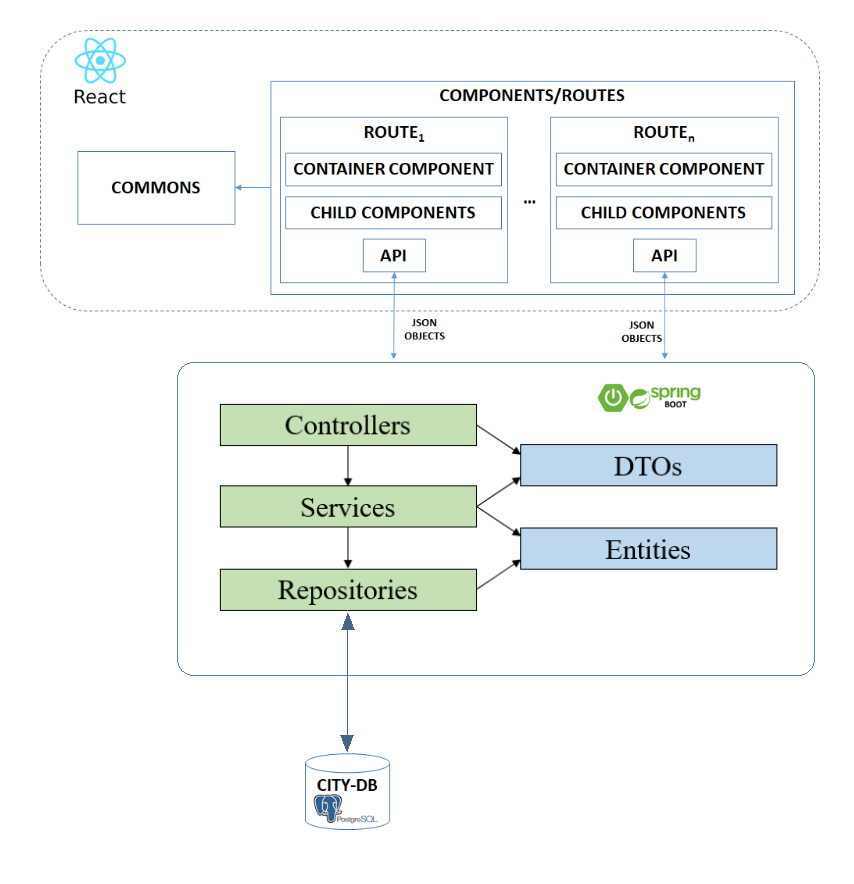 React
COMPONENTS/ROUTES
COMMONS
ROUTE1
CONTAINER COMPONENT
CHILD COMPONENTS
API
...
ROUTEn
CONTAINER COMPONENT
CHILD COMPONENTS
API
JSON
OBJECTS
JSON
OBJECTS
spring
BOOT
Controllers
Services
Repositories
DTOs
Entities
CITY-DB
PostgreSQL